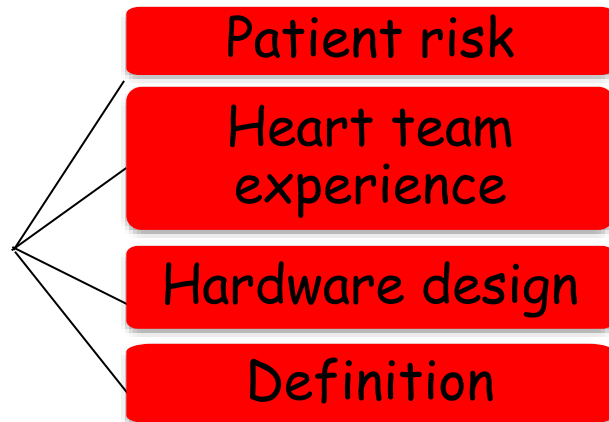 Patient risk
Heart team
experience
Hardware design
Definition